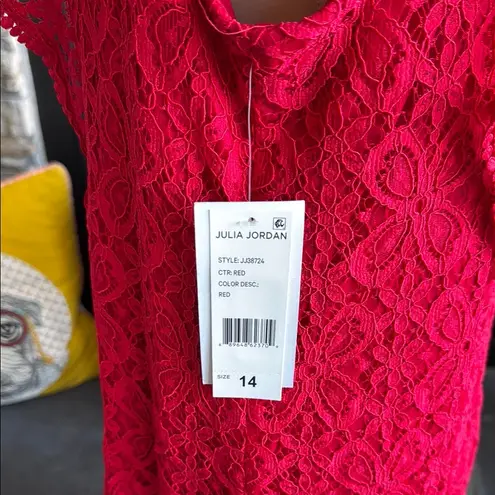 JULIA JORDAN
STYLE: JJ38724
CTR: RED
COLOR DESC.:
RED
SIZE 14